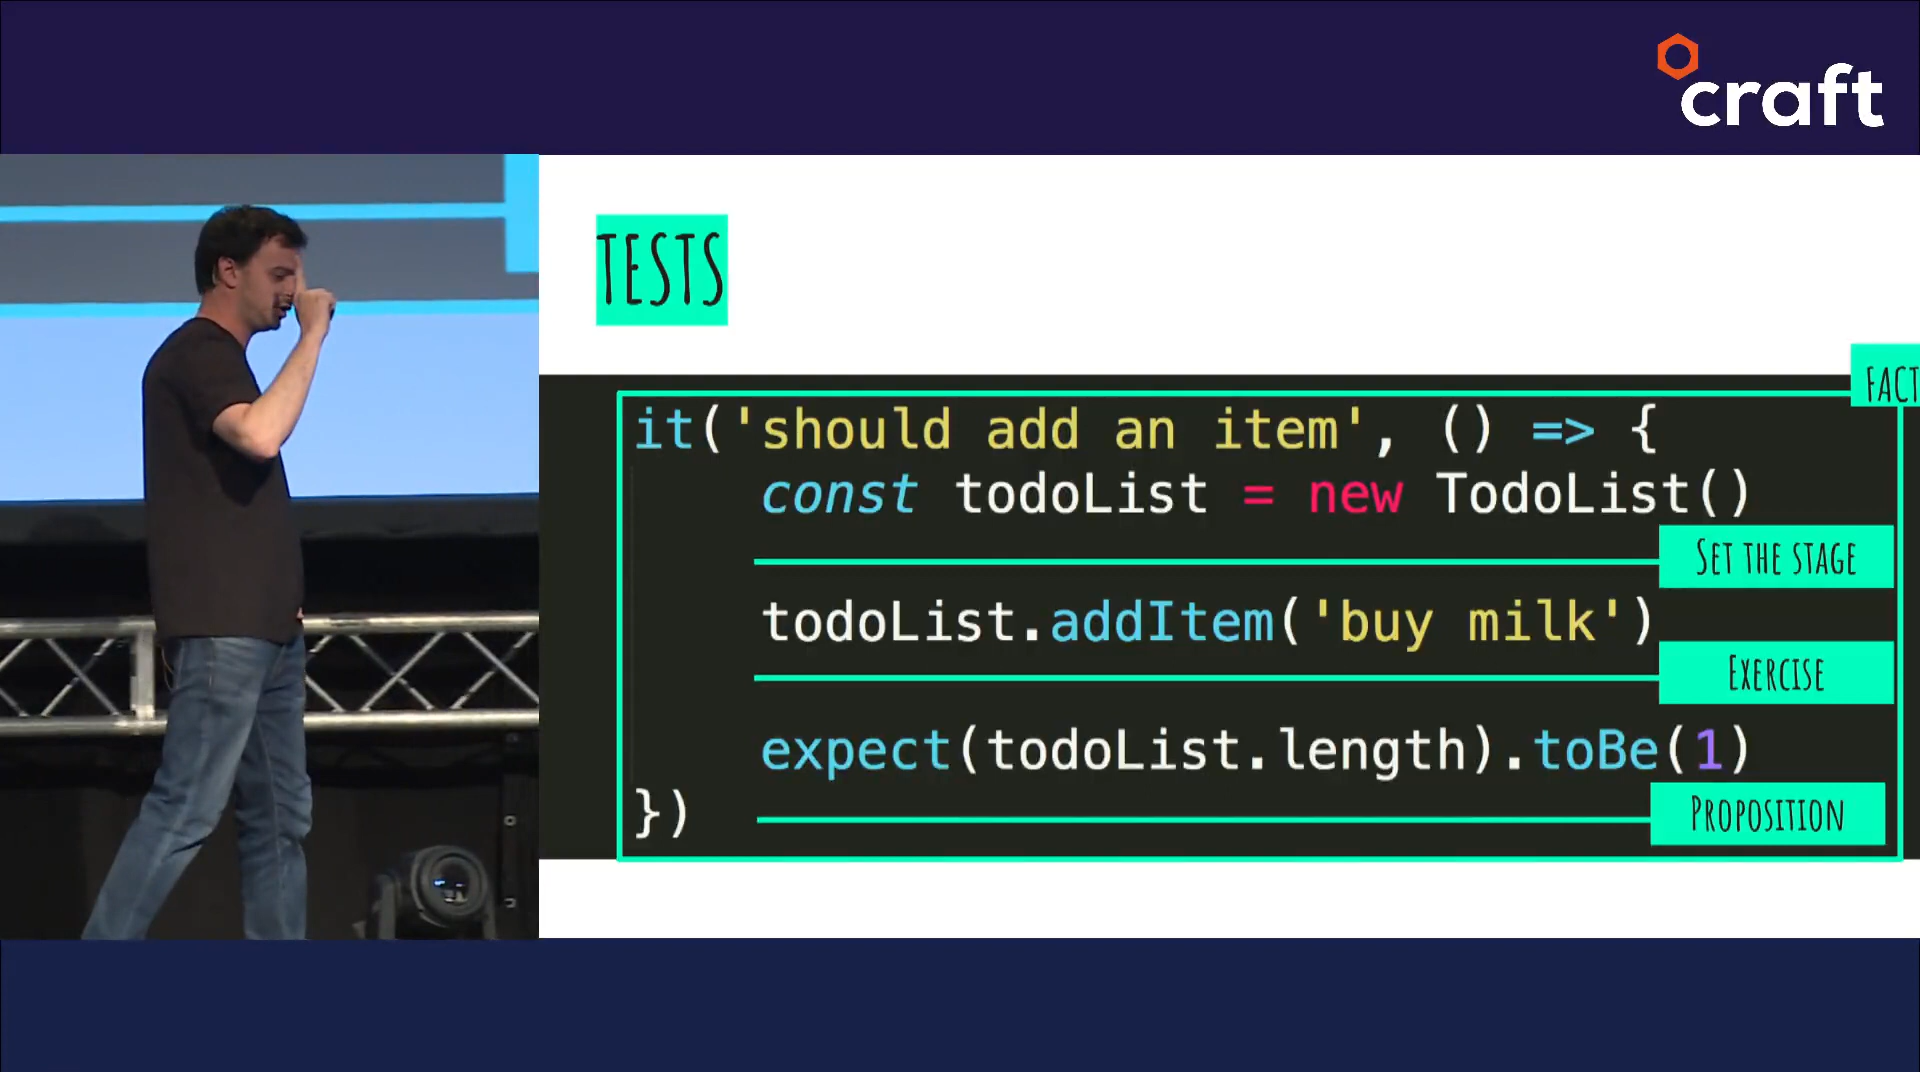 craft
TESTS
FACT
it('should add an item', () => {
const todoList = new TodoList()
SET THE STAGE
todoList.addItem('buy milk')
EXERCISE
expect(todoList.length).toBe(1)
})
PROPOSITION